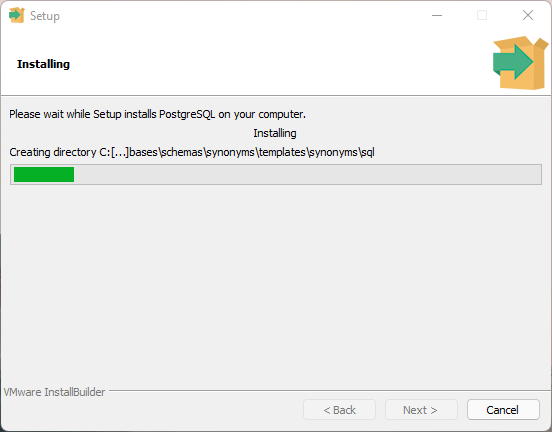 Setup
Installing
Please wait while Setup installs PostgreSQL on your computer.
Installing
Creating directory C:[...]bases\schemas\synonyms\templates\synonyms\sql
VMware InstallBuilder
< Back
Next >
Cancel